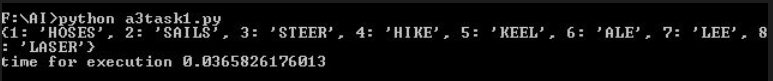 F:\AI>python a3task1.py
{1: 'HOSES', 2: 'SAILS', 3: 'STEER', 4: 'HIKE', 5: 'KEEL', 6: 'ALE', 7: 'LEE', 8
: 'LASER'}
time for execution 0.0365826176013